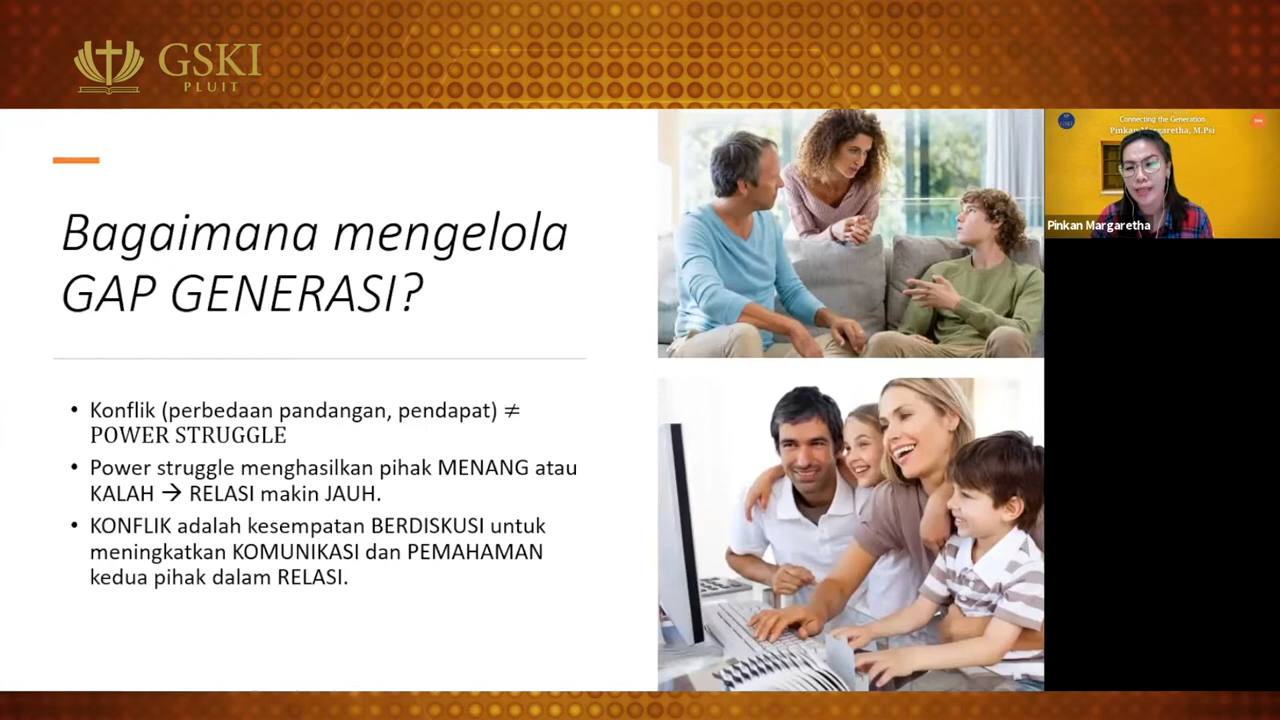 GSKI
PLUIT
Bagaimana mengelola
GAP GENERASI?
• Konflik (perbedaan pandangan, pendapat) ≠
POWER STRUGGLE
• Power struggle menghasilkan pihak MENANG atau
KALAH → RELASI makin JAUH.
• KONFLIK adalah kesempatan BERDISKUSI untuk
meningkatkan KOMUNIKASI dan PEMAHAMAN
kedua pihak dalam RELASI.
GSKI
Connecting the Generation
Pinkan Margaretha, M.Psi
Pinkan Margaretha